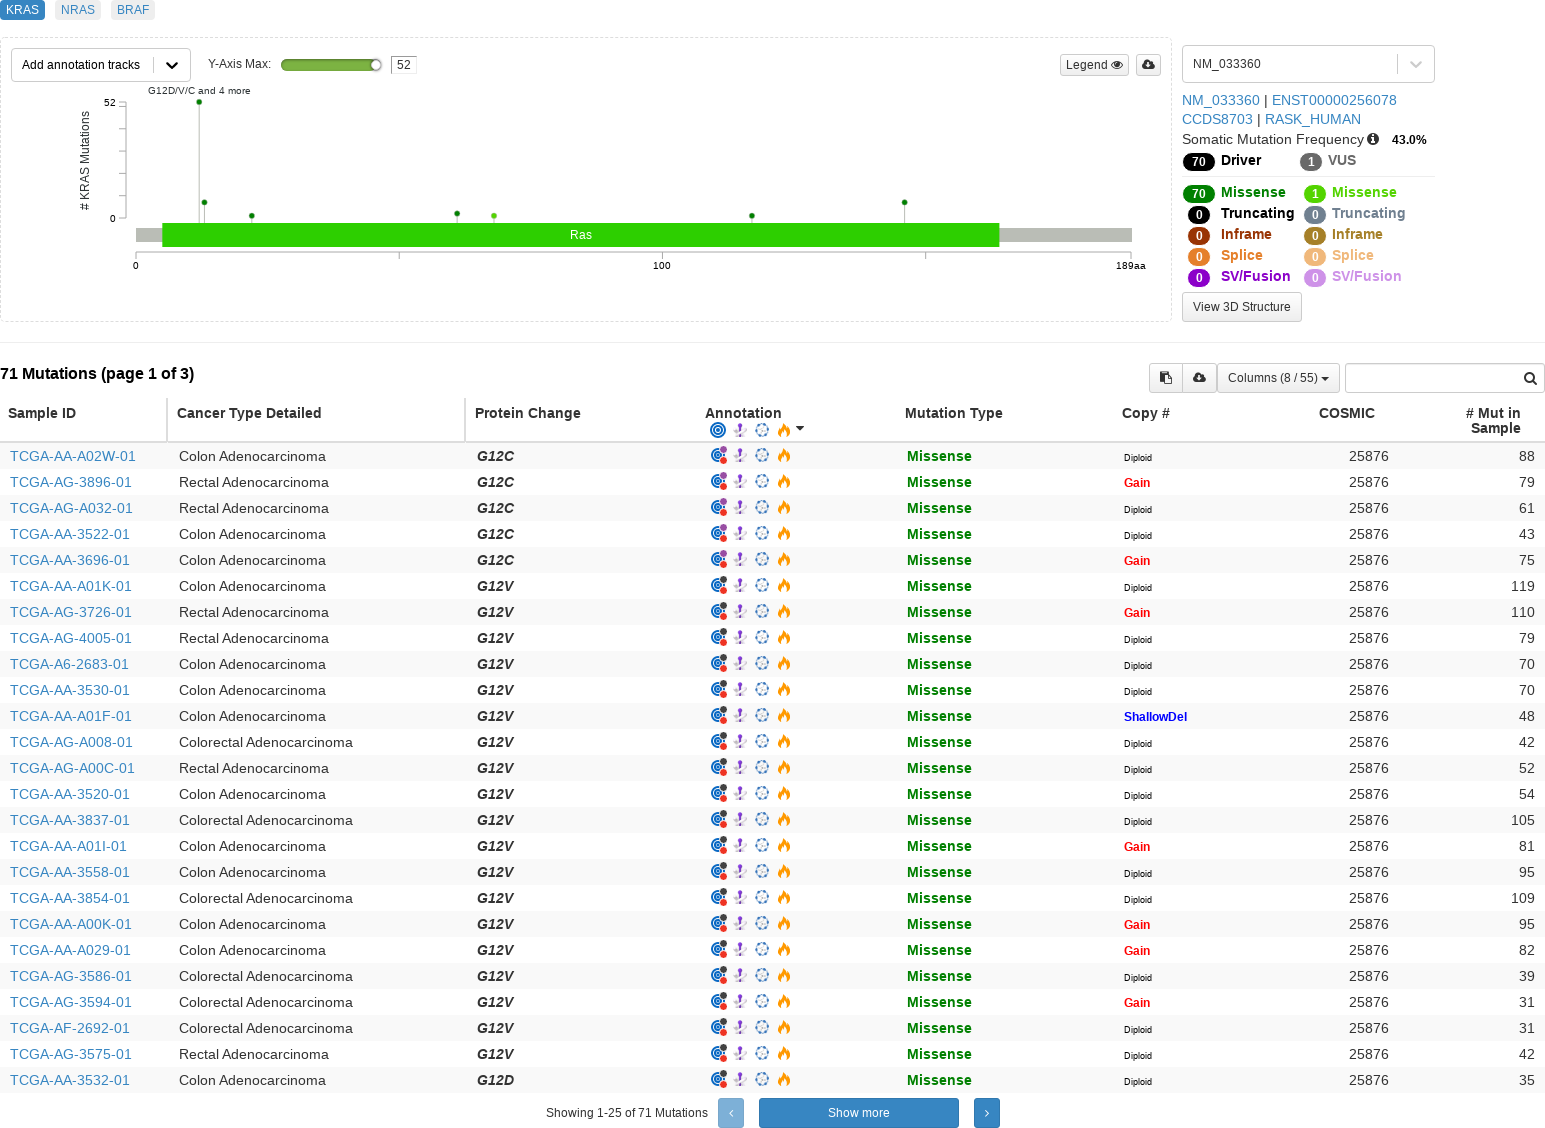 KRAS NRAS BRAF
Add annotation tracks Y-Axis Max: 52 Legend
G12D/V/C and 4 more
52
# KRAS Mutations
0
Ras
0 100 189aa
NM_033360
NM_033360 | ENST00000256078
CCDS8703 | RASK_HUMAN
Somatic Mutation Frequency 43.0%
70 Driver 1 VUS
70 Missense 1 Missense
0 Truncating 0 Truncating
0 Inframe 0 Inframe
0 Splice 0 Splice
0 SV/Fusion 0 SV/Fusion
View 3D Structure
71 Mutations (page 1 of 3) Columns (8 / 55)
Sample ID Cancer Type Detailed Protein Change Annotation Mutation Type Copy # COSMIC # Mut in Sample
TCGA-AA-A02W-01 Colon Adenocarcinoma G12C Missense Diploid 25876 88
TCGA-AG-3896-01 Rectal Adenocarcinoma G12C Missense Gain 25876 79
TCGA-AG-A032-01 Rectal Adenocarcinoma G12C Missense Diploid 25876 61
TCGA-AA-3522-01 Colon Adenocarcinoma G12C Missense Diploid 25876 43
TCGA-AA-3696-01 Colon Adenocarcinoma G12C Missense Gain 25876 75
TCGA-AA-A01K-01 Colon Adenocarcinoma G12V Missense Diploid 25876 119
TCGA-AG-3726-01 Rectal Adenocarcinoma G12V Missense Gain 25876 110
TCGA-AG-4005-01 Rectal Adenocarcinoma G12V Missense Diploid 25876 79
TCGA-A6-2683-01 Colon Adenocarcinoma G12V Missense Diploid 25876 70
TCGA-AA-3530-01 Colon Adenocarcinoma G12V Missense Diploid 25876 70
TCGA-AA-A01F-01 Colon Adenocarcinoma G12V Missense ShallowDel 25876 48
TCGA-AG-A008-01 Colorectal Adenocarcinoma G12V Missense Diploid 25876 42
TCGA-AG-A00C-01 Rectal Adenocarcinoma G12V Missense Diploid 25876 52
TCGA-AA-3520-01 Colon Adenocarcinoma G12V Missense Diploid 25876 54
TCGA-AA-3837-01 Colorectal Adenocarcinoma G12V Missense Diploid 25876 105
TCGA-AA-A01I-01 Colon Adenocarcinoma G12V Missense Gain 25876 81
TCGA-AA-3558-01 Colon Adenocarcinoma G12V Missense Diploid 25876 95
TCGA-AA-3854-01 Colorectal Adenocarcinoma G12V Missense Diploid 25876 109
TCGA-AA-A00K-01 Colon Adenocarcinoma G12V Missense Gain 25876 95
TCGA-AA-A029-01 Colon Adenocarcinoma G12V Missense Gain 25876 82
TCGA-AG-3586-01 Colorectal Adenocarcinoma G12V Missense Diploid 25876 39
TCGA-AG-3594-01 Colorectal Adenocarcinoma G12V Missense Gain 25876 31
TCGA-AF-2692-01 Colorectal Adenocarcinoma G12V Missense Diploid 25876 31
TCGA-AG-3575-01 Rectal Adenocarcinoma G12V Missense Diploid 25876 42
TCGA-AA-3532-01 Colon Adenocarcinoma G12D Missense Diploid 25876 35
Showing 1-25 of 71 Mutations ‹ Show more ›